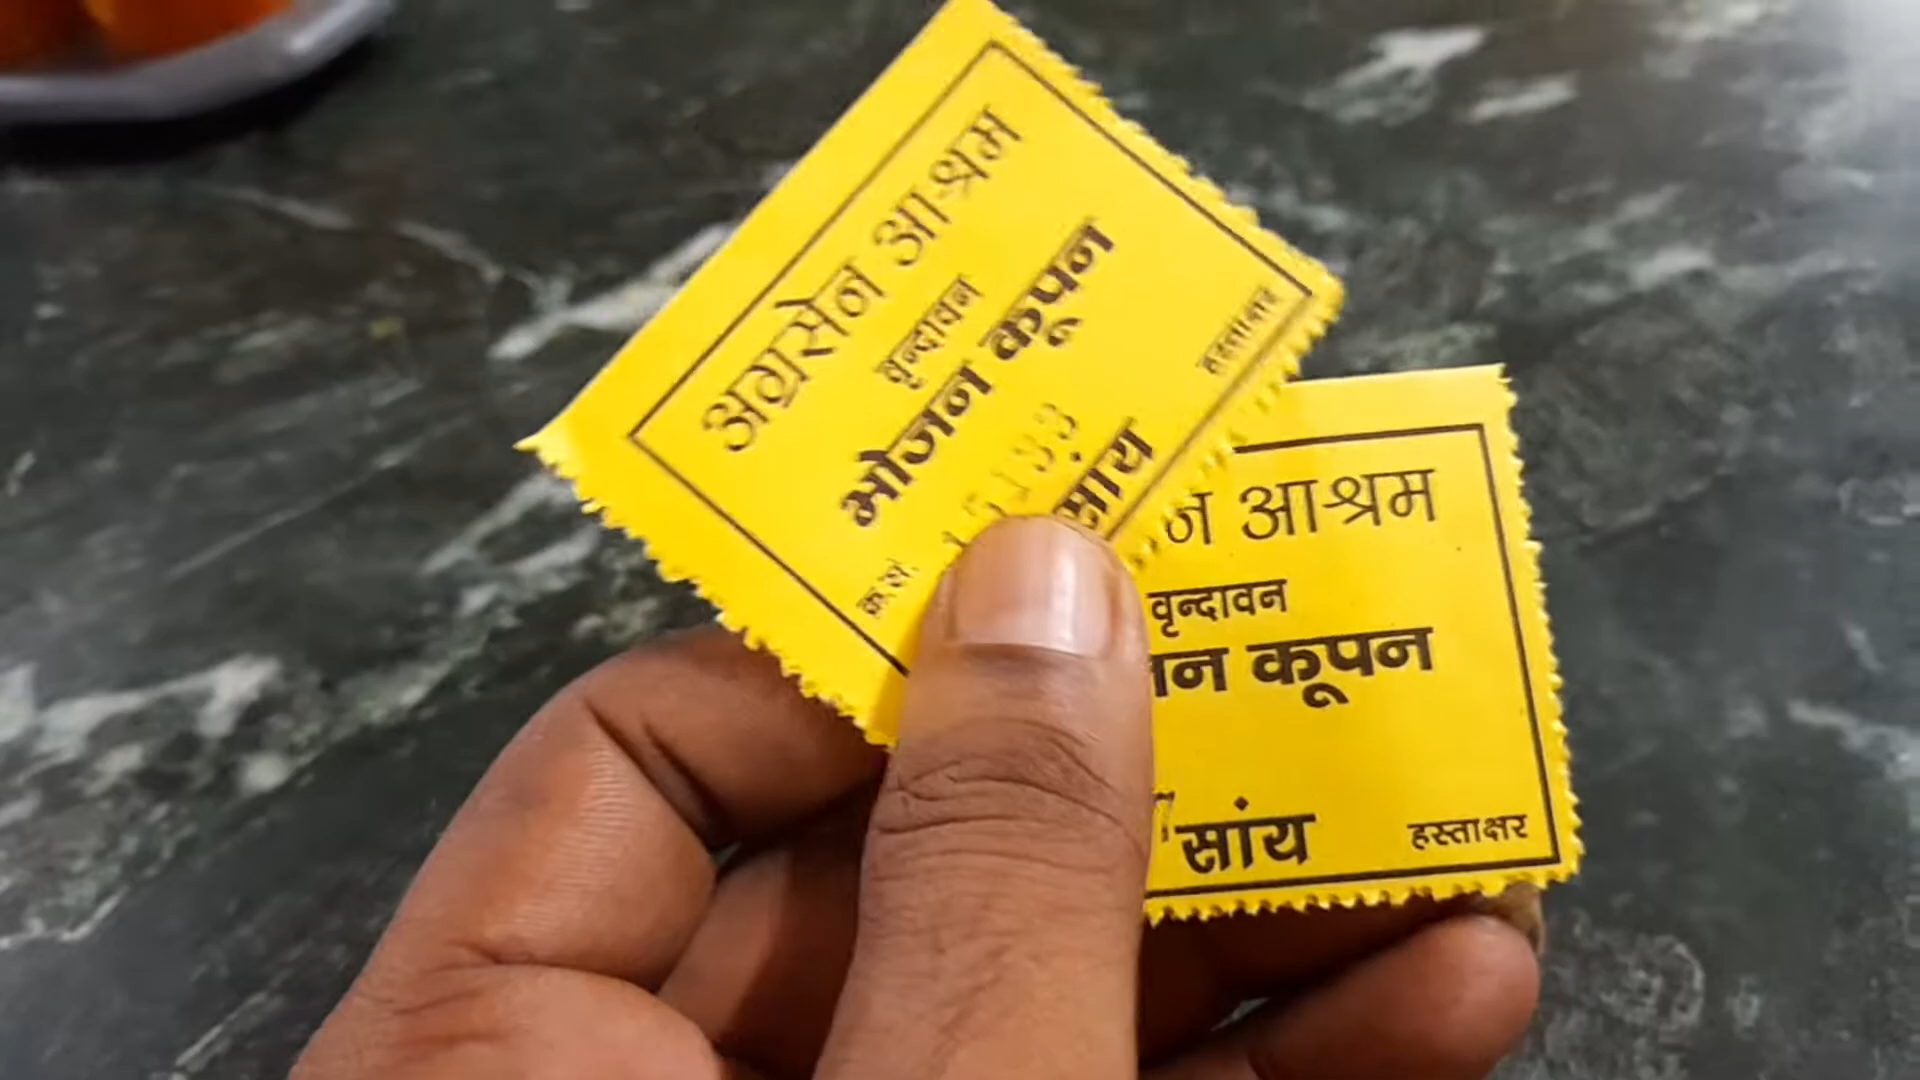 अग्रसेन आश्रम
वृन्दावन
भोजन कूपन
क्र.सं.
सांय
हस्ताक्षर
आश्रम
वृन्दावन
कूपन
सांय
हस्ताक्षर